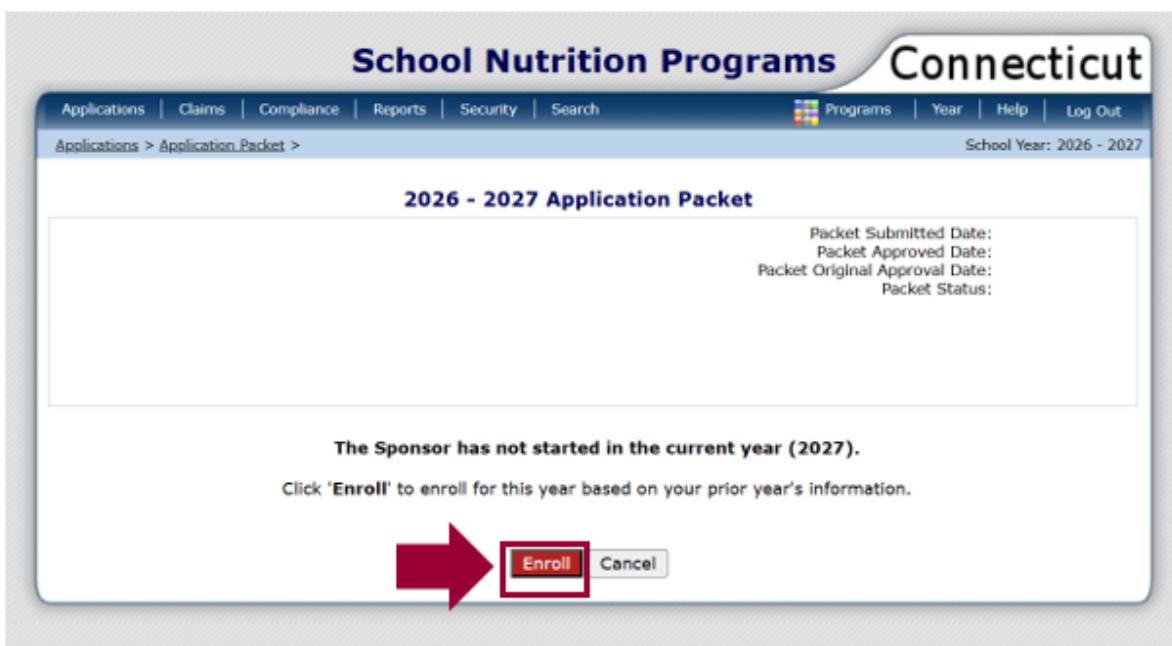 School Nutrition Programs Connecticut
Applications | Claims | Compliance | Reports | Security | Search Programs | Year | Help | Log Out
Applications > Application Packet > School Year: 2026 - 2027
2026 - 2027 Application Packet
Packet Submitted Date:
Packet Approved Date:
Packet Original Approval Date:
Packet Status:
The Sponsor has not started in the current year (2027).
Click 'Enroll' to enroll for this year based on your prior year's information.
Enroll Cancel